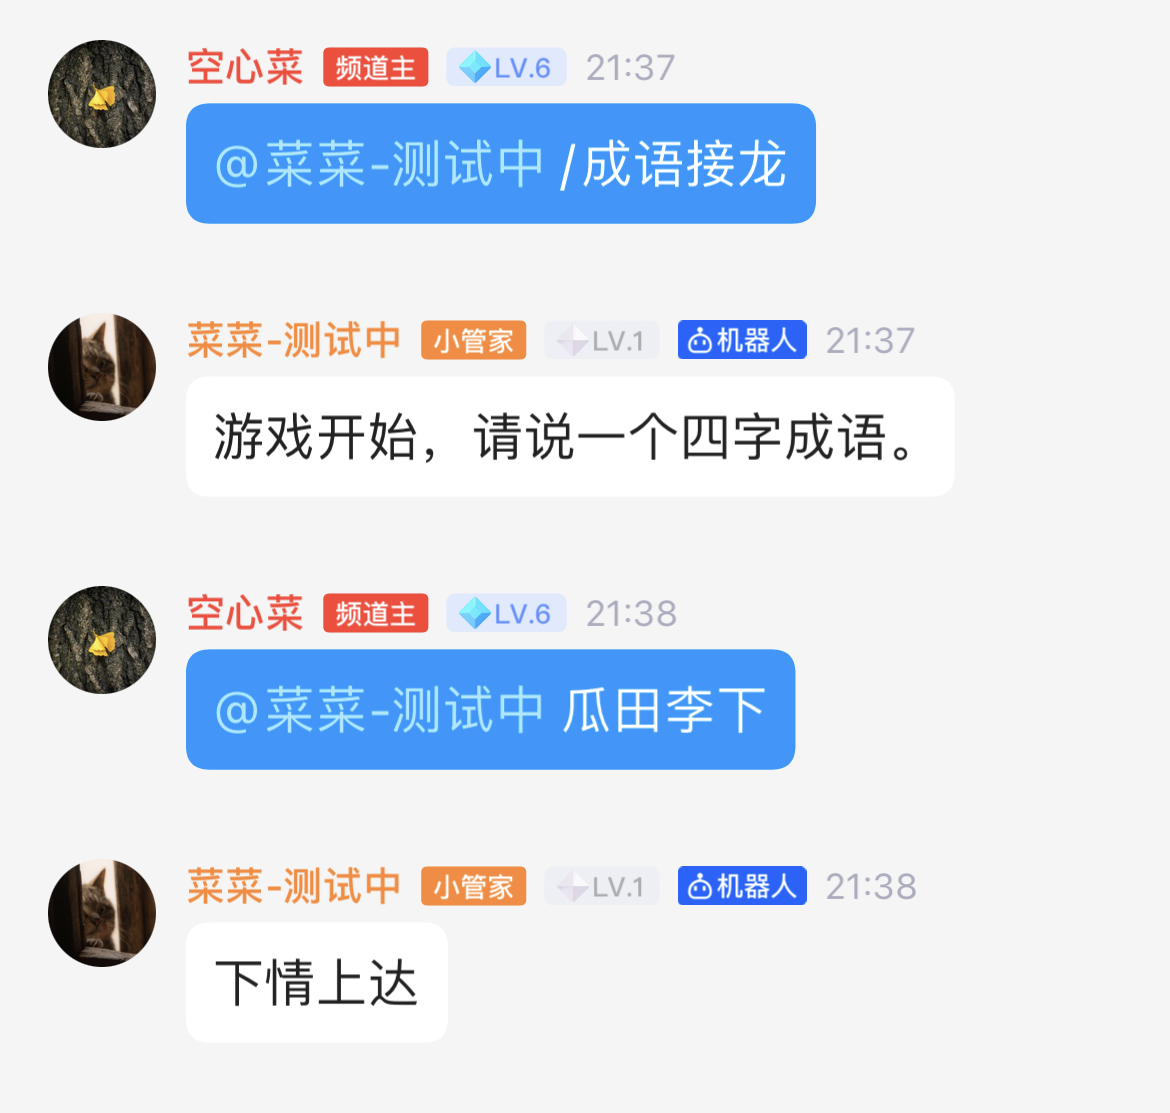 空心菜 频道主 LV.6 21:37
@菜菜-测试中 /成语接龙
菜菜-测试中 小管家 LV.1 机器人 21:37
游戏开始，请说一个四字成语。
空心菜 频道主 LV.6 21:38
@菜菜-测试中 瓜田李下
菜菜-测试中 小管家 LV.1 机器人 21:38
下情上达